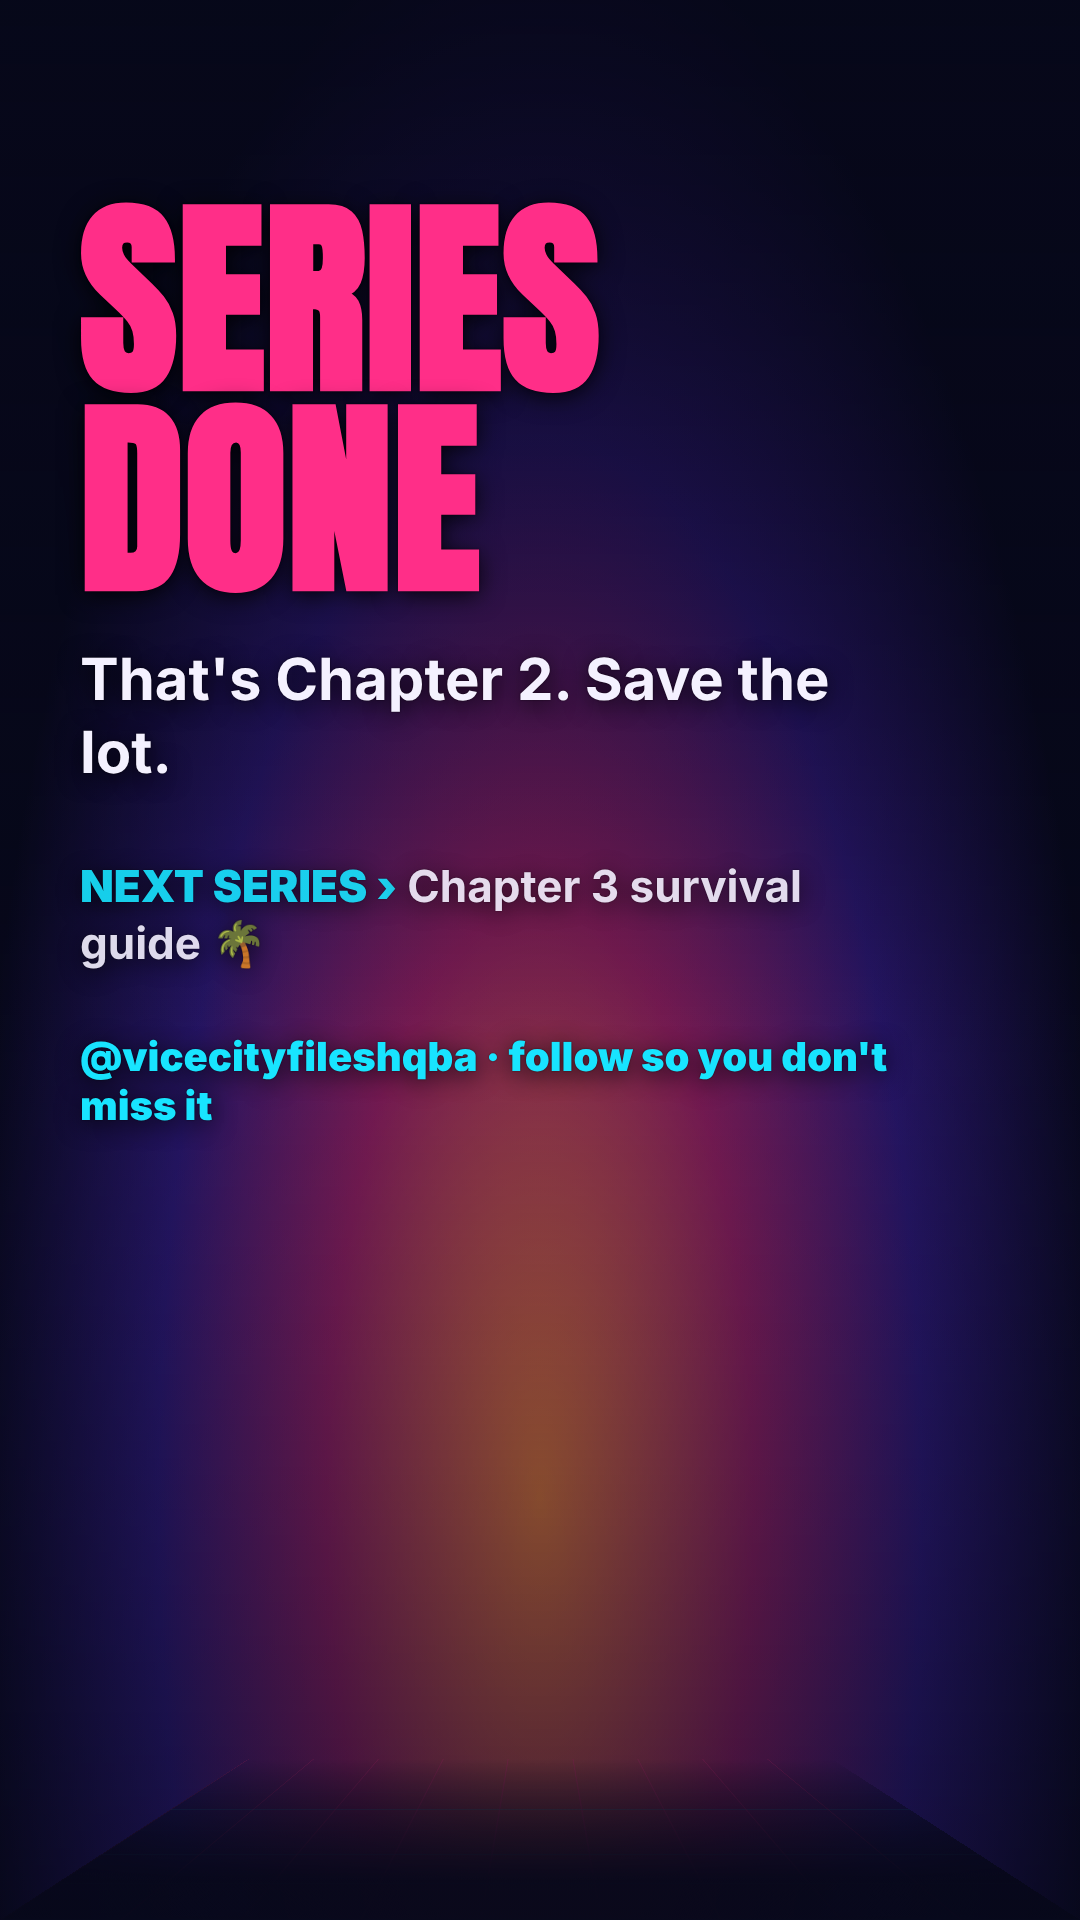 SERIES
DONE
That's Chapter 2. Save the
lot.
NEXT SERIES › Chapter 3 survival
guide 🌴
@vicecityfileshqba · follow so you don't
miss it